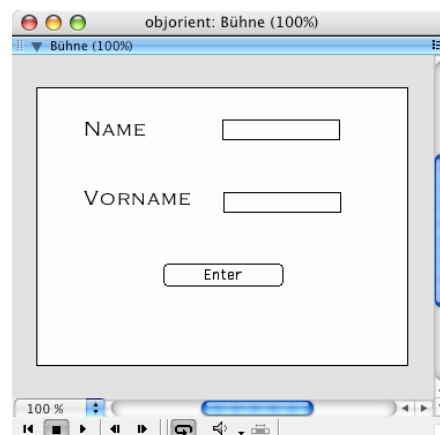 objorient: Bühne (100%)
Bühne (100%)
NAME
VORNAME
Enter
100 %